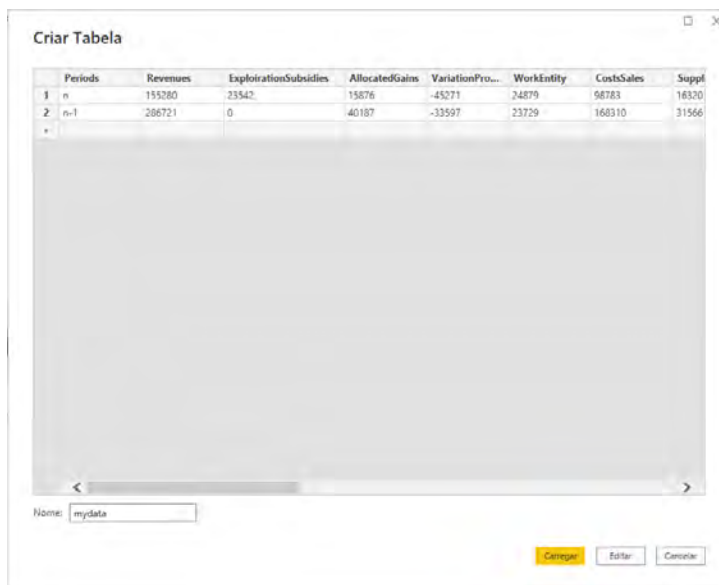 Criar Tabela
Periods Revenues ExploirationSubsidies AllocatedGains VariationPro... WorkEntity CostsSales Suppl
1 n 155280 23542 15876 -45271 24879 98783 16320
2 n-1 286721 0 40187 -33597 23729 168310 31566
Nome: mydata
Carregar Editar Cancelar